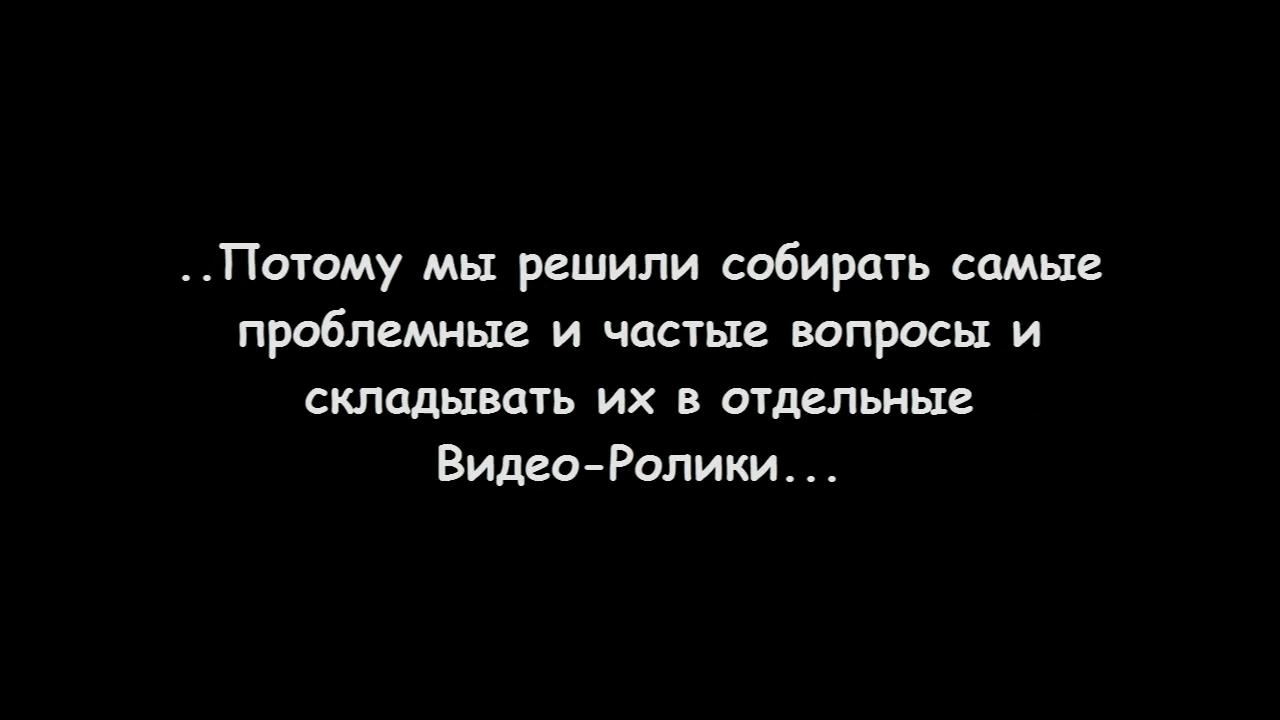 ..Потому мы решили собирать самые
проблемные и частые вопросы и
складывать их в отдельные
Видео-Ролики...